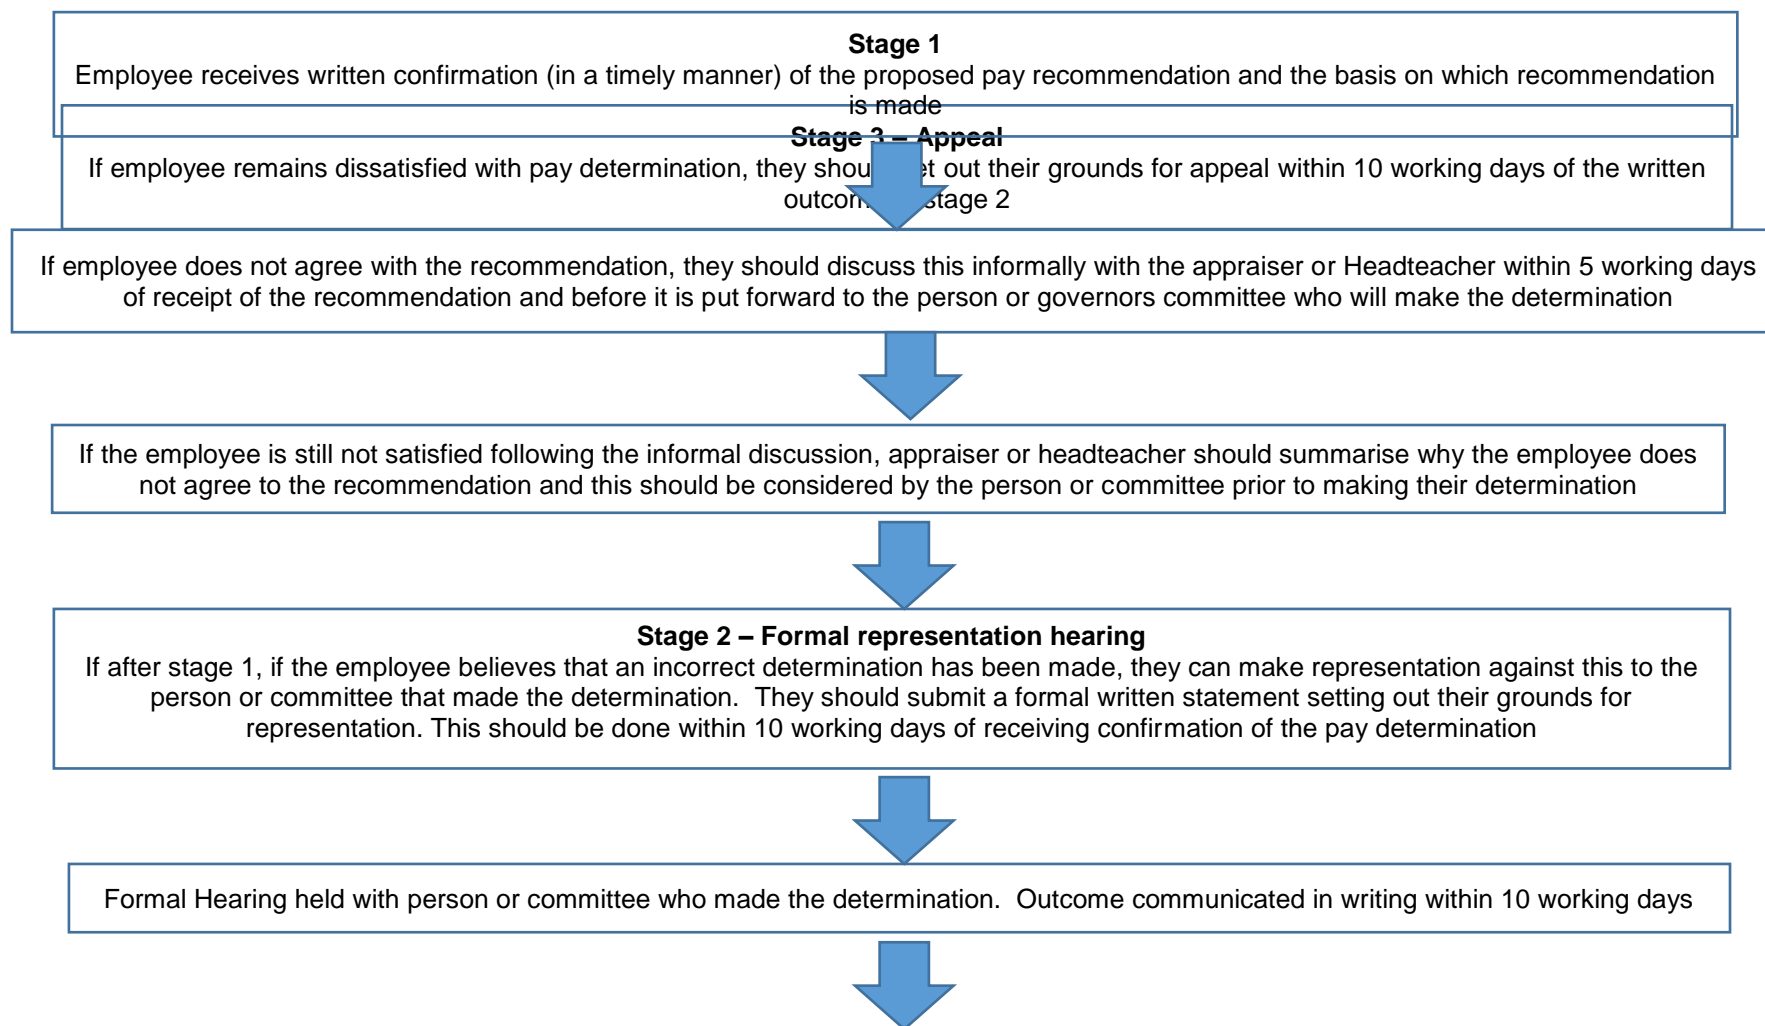 Stage 1
Employee receives written confirmation (in a timely manner) of the proposed pay recommendation and the basis on which recommendation
is made
Stage 3 – Appeal
If employee remains dissatisfied with pay determination, they should set out their grounds for appeal within 10 working days of the written
stage 2
If employee does not agree with the recommendation, they should discuss this informally with the appraiser or Headteacher within 5 working days
of receipt of the recommendation and before it is put forward to the person or governors committee who will make the determination
If the employee is still not satisfied following the informal discussion, appraiser or headteacher should summarise why the employee does
not agree to the recommendation and this should be considered by the person or committee prior to making their determination
Stage 2 – Formal representation hearing
If after stage 1, if the employee believes that an incorrect determination has been made, they can make representation against this to the
person or committee that made the determination.  They should submit a formal written statement setting out their grounds for
representation. This should be done within 10 working days of receiving confirmation of the pay determination
Formal Hearing held with person or committee who made the determination.  Outcome communicated in writing within 10 working days